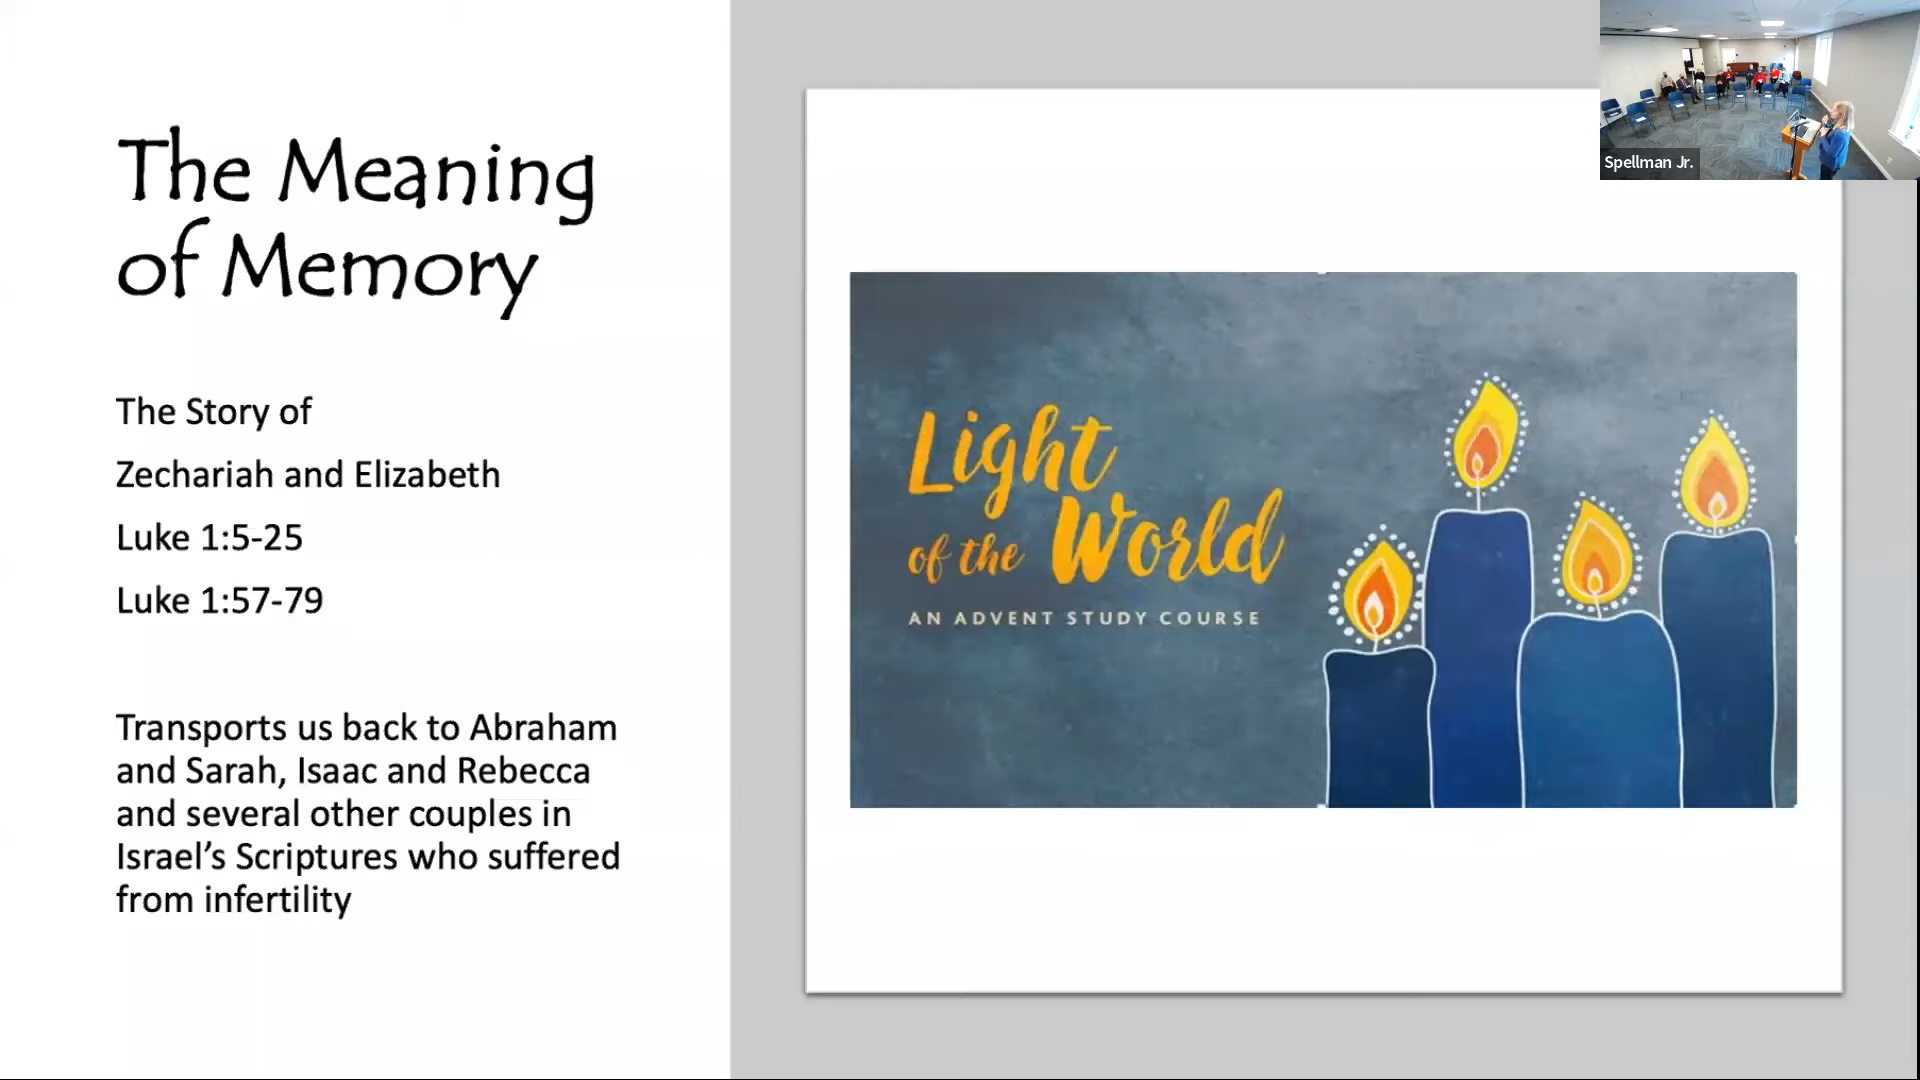 The Meaning
of Memory
The Story of
Zechariah and Elizabeth
Luke 1:5-25
Luke 1:57-79
Transports us back to Abraham
and Sarah, Isaac and Rebecca
and several other couples in
Israel’s Scriptures who suffered
from infertility
Light
of the World
AN ADVENT STUDY COURSE
Spellman Jr.